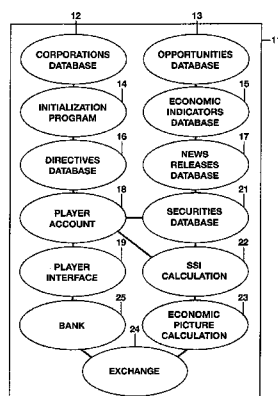 12
13
11
CORPORATIONS
DATABASE
OPPORTUNITIES
DATABASE
14
15
INITIALIZATION
PROGRAM
ECONOMIC
INDICATORS
DATABASE
16
17
DIRECTIVES
DATABASE
NEWS
RELEASES
DATABASE
18
21
PLAYER
ACCOUNT
SECURITIES
DATABASE
19
22
PLAYER
INTERFACE
SSI
CALCULATION
25
23
BANK
ECONOMIC
PICTURE
CALCULATION
24
EXCHANGE